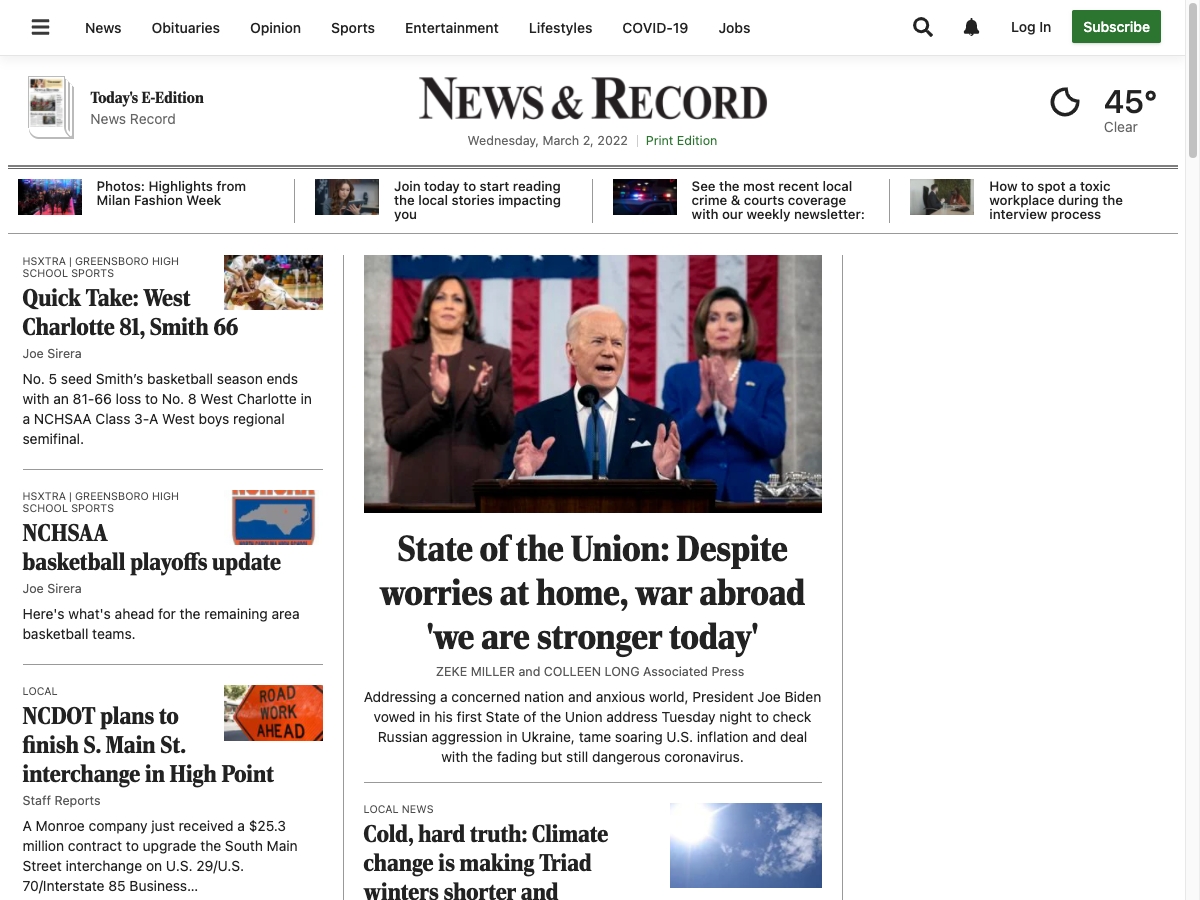 News Obituaries Opinion Sports Entertainment Lifestyles COVID-19 Jobs Log In Subscribe
Today's E-Edition
News Record
NEWS & RECORD
Wednesday, March 2, 2022 Print Edition
45°
Clear
Photos: Highlights from
Milan Fashion Week
Join today to start reading
the local stories impacting
you
See the most recent local
crime & courts coverage
with our weekly newsletter:
How to spot a toxic
workplace during the
interview process
HSXTRA | GREENSBORO HIGH
SCHOOL SPORTS
Quick Take: West
Charlotte 81, Smith 66
Joe Sirera
No. 5 seed Smith’s basketball season ends
with an 81-66 loss to No. 8 West Charlotte in
a NCHSAA Class 3-A West boys regional
semifinal.
HSXTRA | GREENSBORO HIGH
SCHOOL SPORTS
NCHSAA
basketball playoffs update
Joe Sirera
Here's what's ahead for the remaining area
basketball teams.
LOCAL
NCDOT plans to
finish S. Main St.
interchange in High Point
ROAD
WORK
AHEAD
Staff Reports
A Monroe company just received a $25.3
million contract to upgrade the South Main
Street interchange on U.S. 29/U.S.
70/Interstate 85 Business...
State of the Union: Despite
worries at home, war abroad
'we are stronger today'
ZEKE MILLER and COLLEEN LONG Associated Press
Addressing a concerned nation and anxious world, President Joe Biden
vowed in his first State of the Union address Tuesday night to check
Russian aggression in Ukraine, tame soaring U.S. inflation and deal
with the fading but still dangerous coronavirus.
LOCAL NEWS
Cold, hard truth: Climate
change is making Triad
winters shorter and